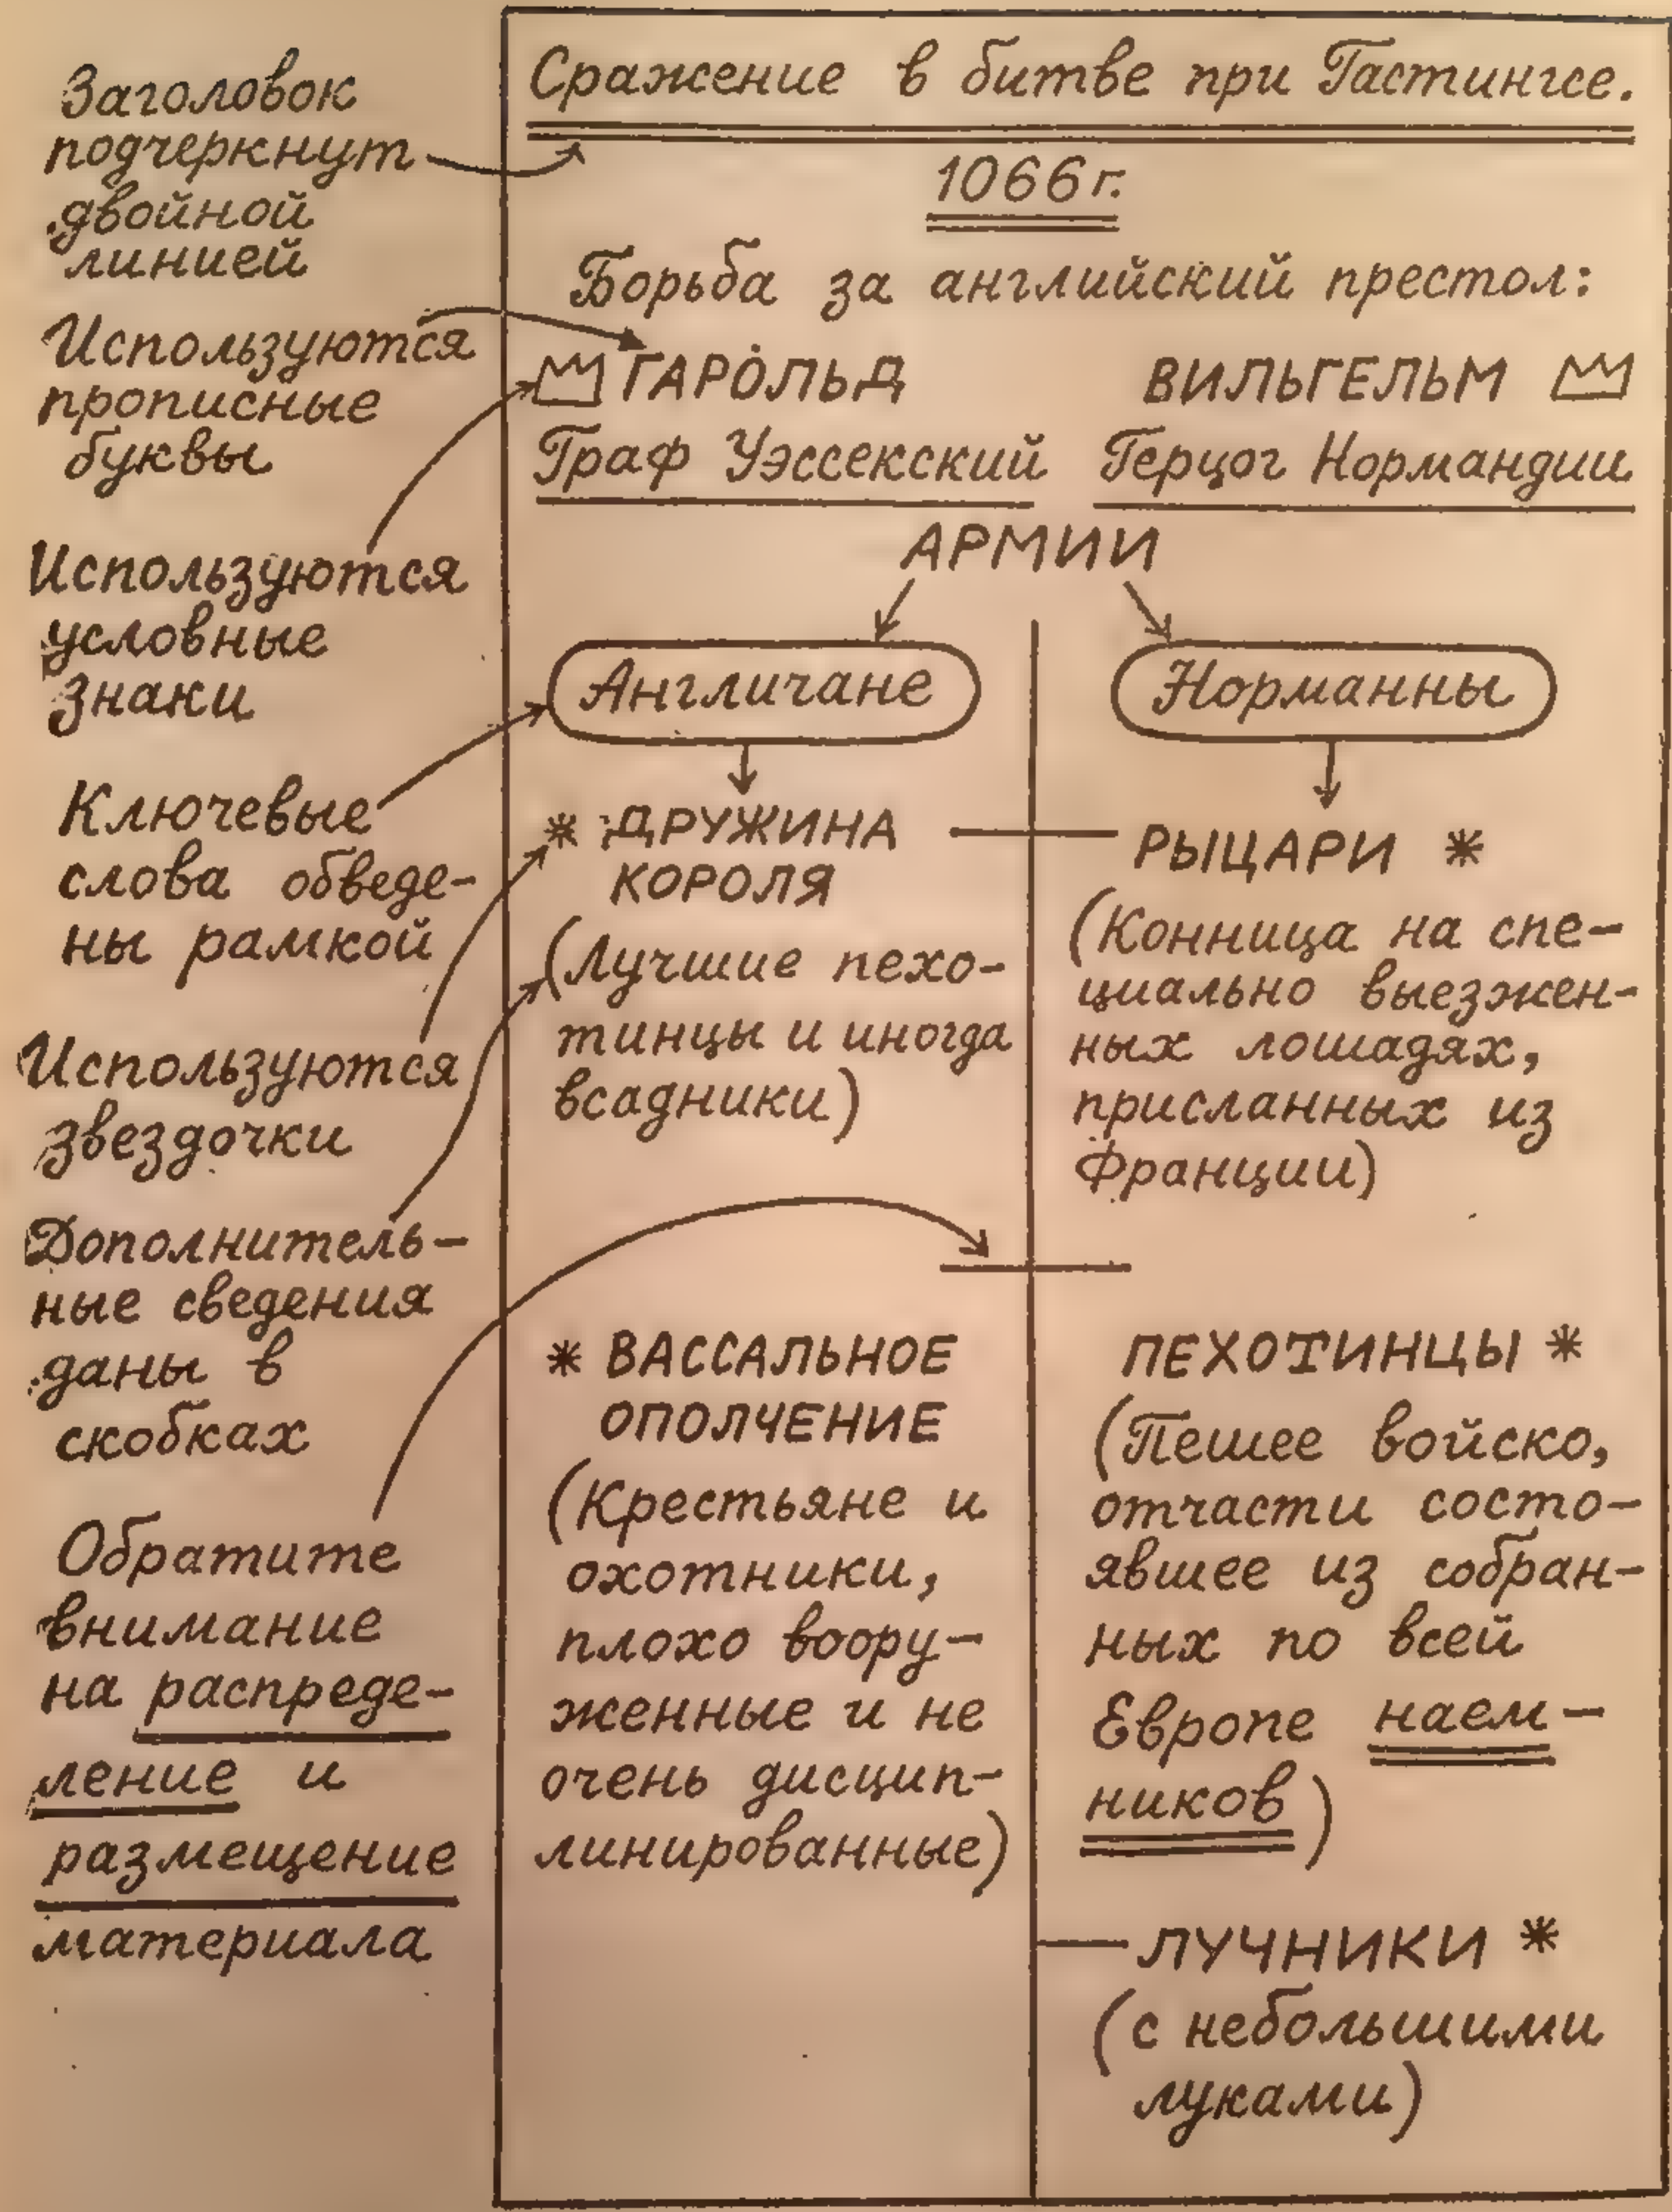 Заголовок
подчеркнут
двойной
линией
Используются
прописные
буквы
Используются
условные
знаки
Ключевые
слова обведе-
ны рамкой
Используются
звездочки
Дополнитель-
ные сведения
даны в
скобках
Обратите
внимание
на распреде-
ление и
размещение
материала
Сражение в битве при Гастингсе.
1066 г.
Борьба за английский престол:
ГАРОЛЬД ВИЛЬГЕЛЬМ
Граф Уэссекский Герцог Нормандии
АРМИИ
Англичане Норманны
* ДРУЖИНА
КОРОЛЯ
(Лучшие пехо-
тинцы и иногда
всадники)
РЫЦАРИ *
(Конница на спе-
циально выезжен-
ных лошадях,
присланных из
Франции)
* ВАССАЛЬНОЕ
ОПОЛЧЕНИЕ
(Крестьяне и
охотники,
плохо воору-
женные и не
очень дисцип-
линированные)
ПЕХОТИНЦЫ *
(Пешее войско,
отчасти состо-
явшее из собран-
ных по всей
Европе наем-
ников)
ЛУЧНИКИ *
(с небольшими
луками)